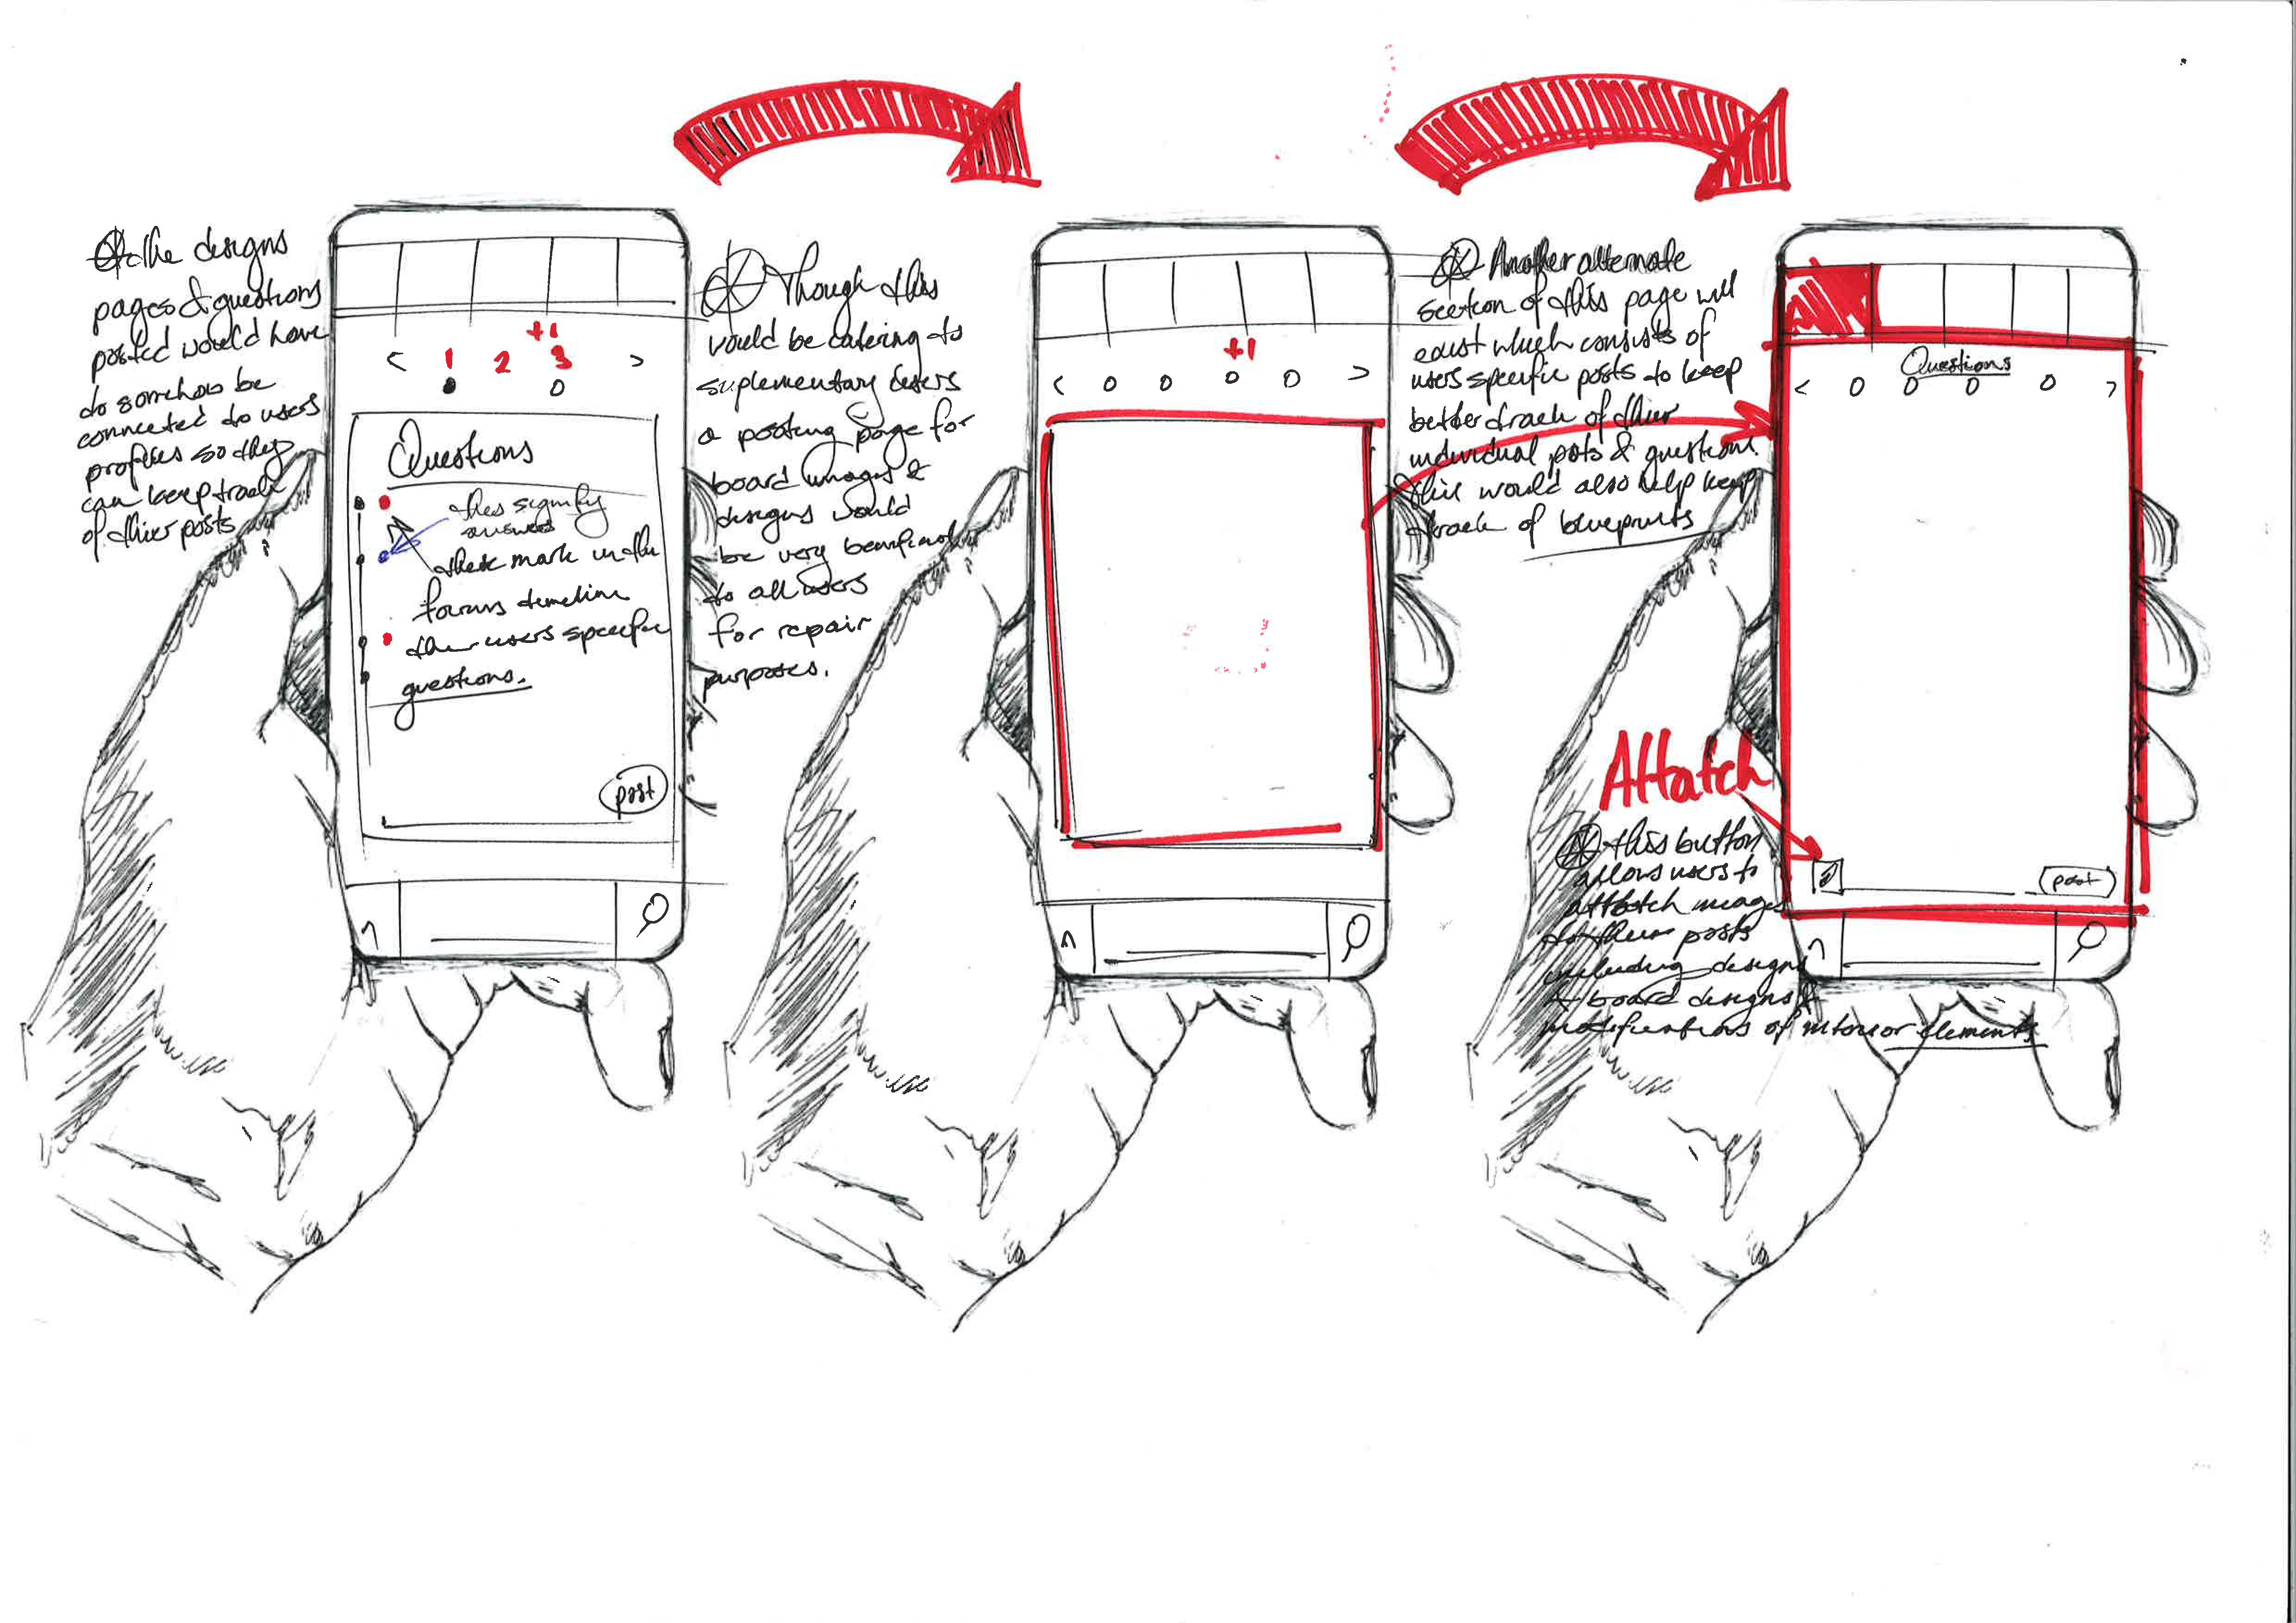 the designs
pages & questions
posted would have
to somehow be
connected to users
profiles so they
can keep track
of thier posts
+1
< 1 2 3 >
Questions
this signify
answers
these mark in the
forums timeline
the users specific
questions.
post
Though this
would be catering to
suplementary users
a posting page for
board images &
designs would
be very beneficial
to all users
for repair
purposes.
+1
< 0 0 0 0 >
Another alternate
section of this page will
exist which consists of
users specific posts to keep
better track of thier
individual posts & questions
this would also help keep
track of blueprints
Questions
< 0 0 0 0 >
Attatch
this button
allows users to
attatch images
to their posts
including designs
& board designs &
modifications of interior elements
post